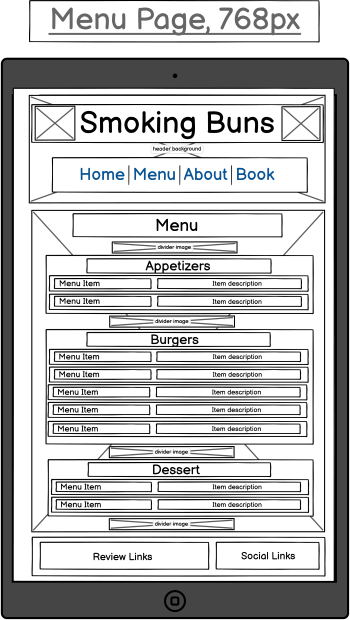 Menu Page, 768px
Smoking Buns
header background
Home Menu About Book
Menu
divider image
Appetizers
Menu Item Item description
Menu Item Item description
divider image
Burgers
Menu Item Item description
Menu Item Item description
Menu Item Item description
Menu Item Item description
Menu Item Item description
divider image
Dessert
Menu Item Item description
Menu Item Item description
divider image
Review Links Social Links